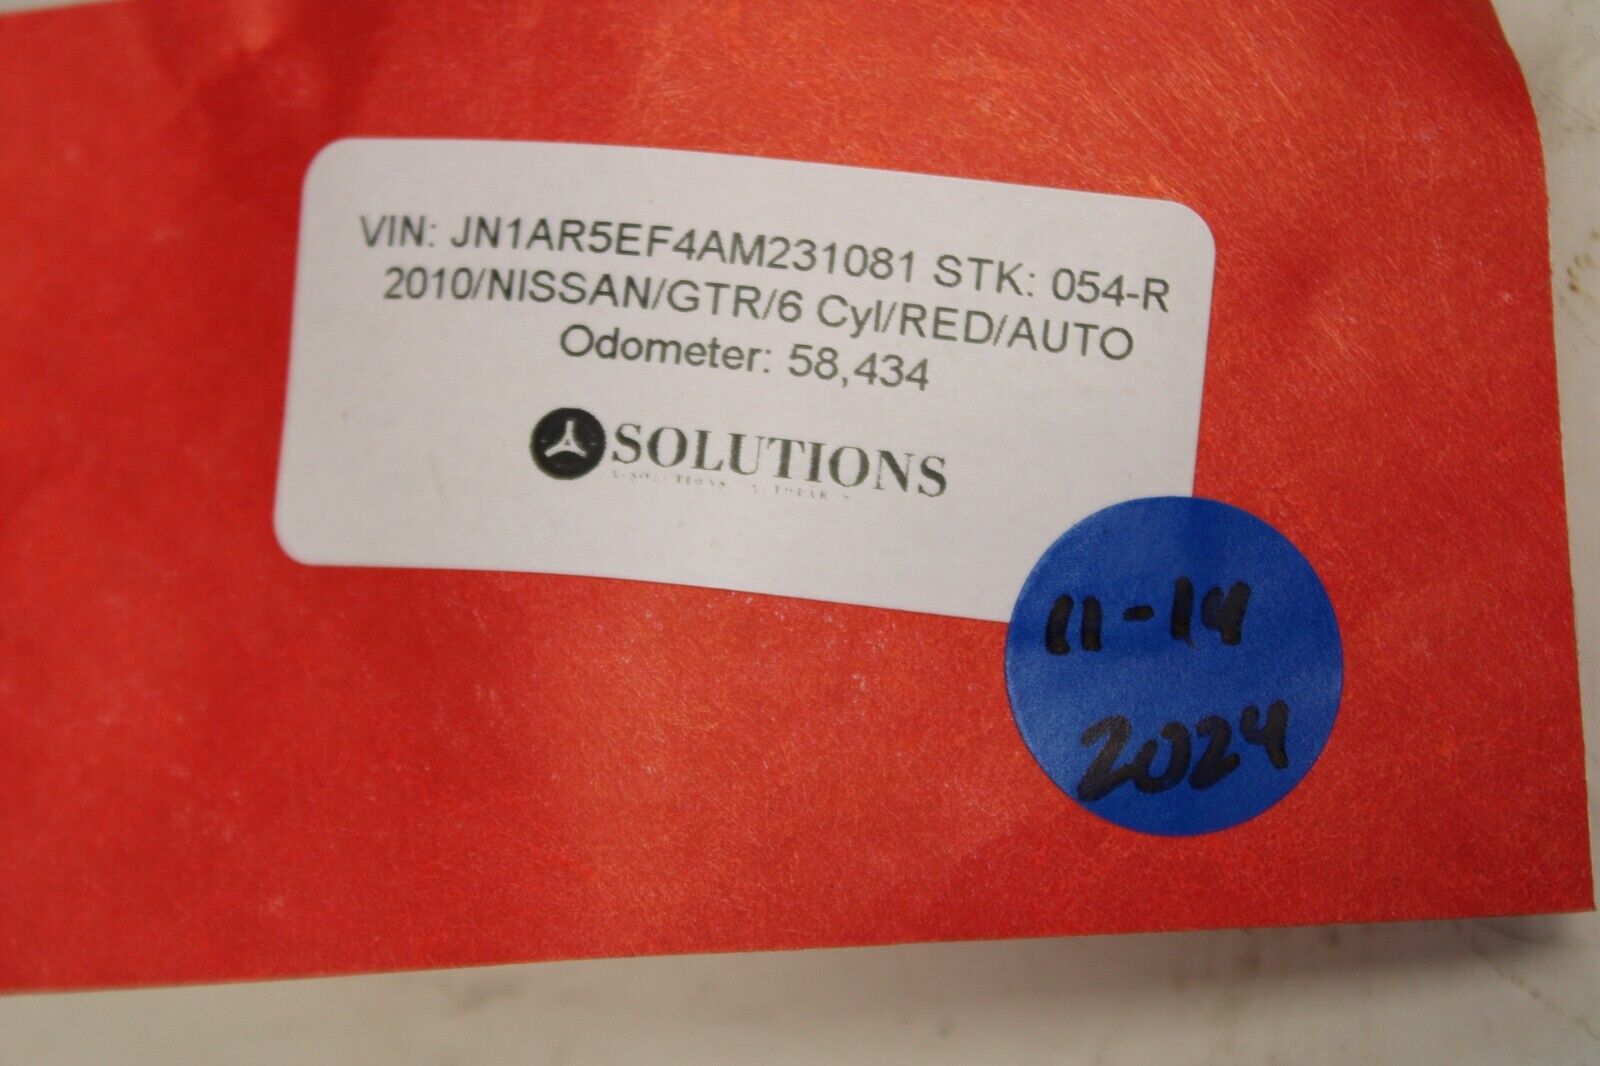 VIN: JN1AR5EF4AM231081 STK: 054-R
2010/NISSAN/GTR/6 Cyl/RED/AUTO
Odometer: 58,434
SOLUTIONS
11-14
2024